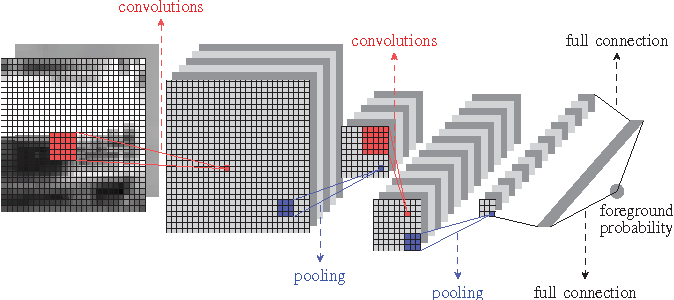 convolutions
convolutions
full connection
foreground
probability
pooling
pooling
full connection